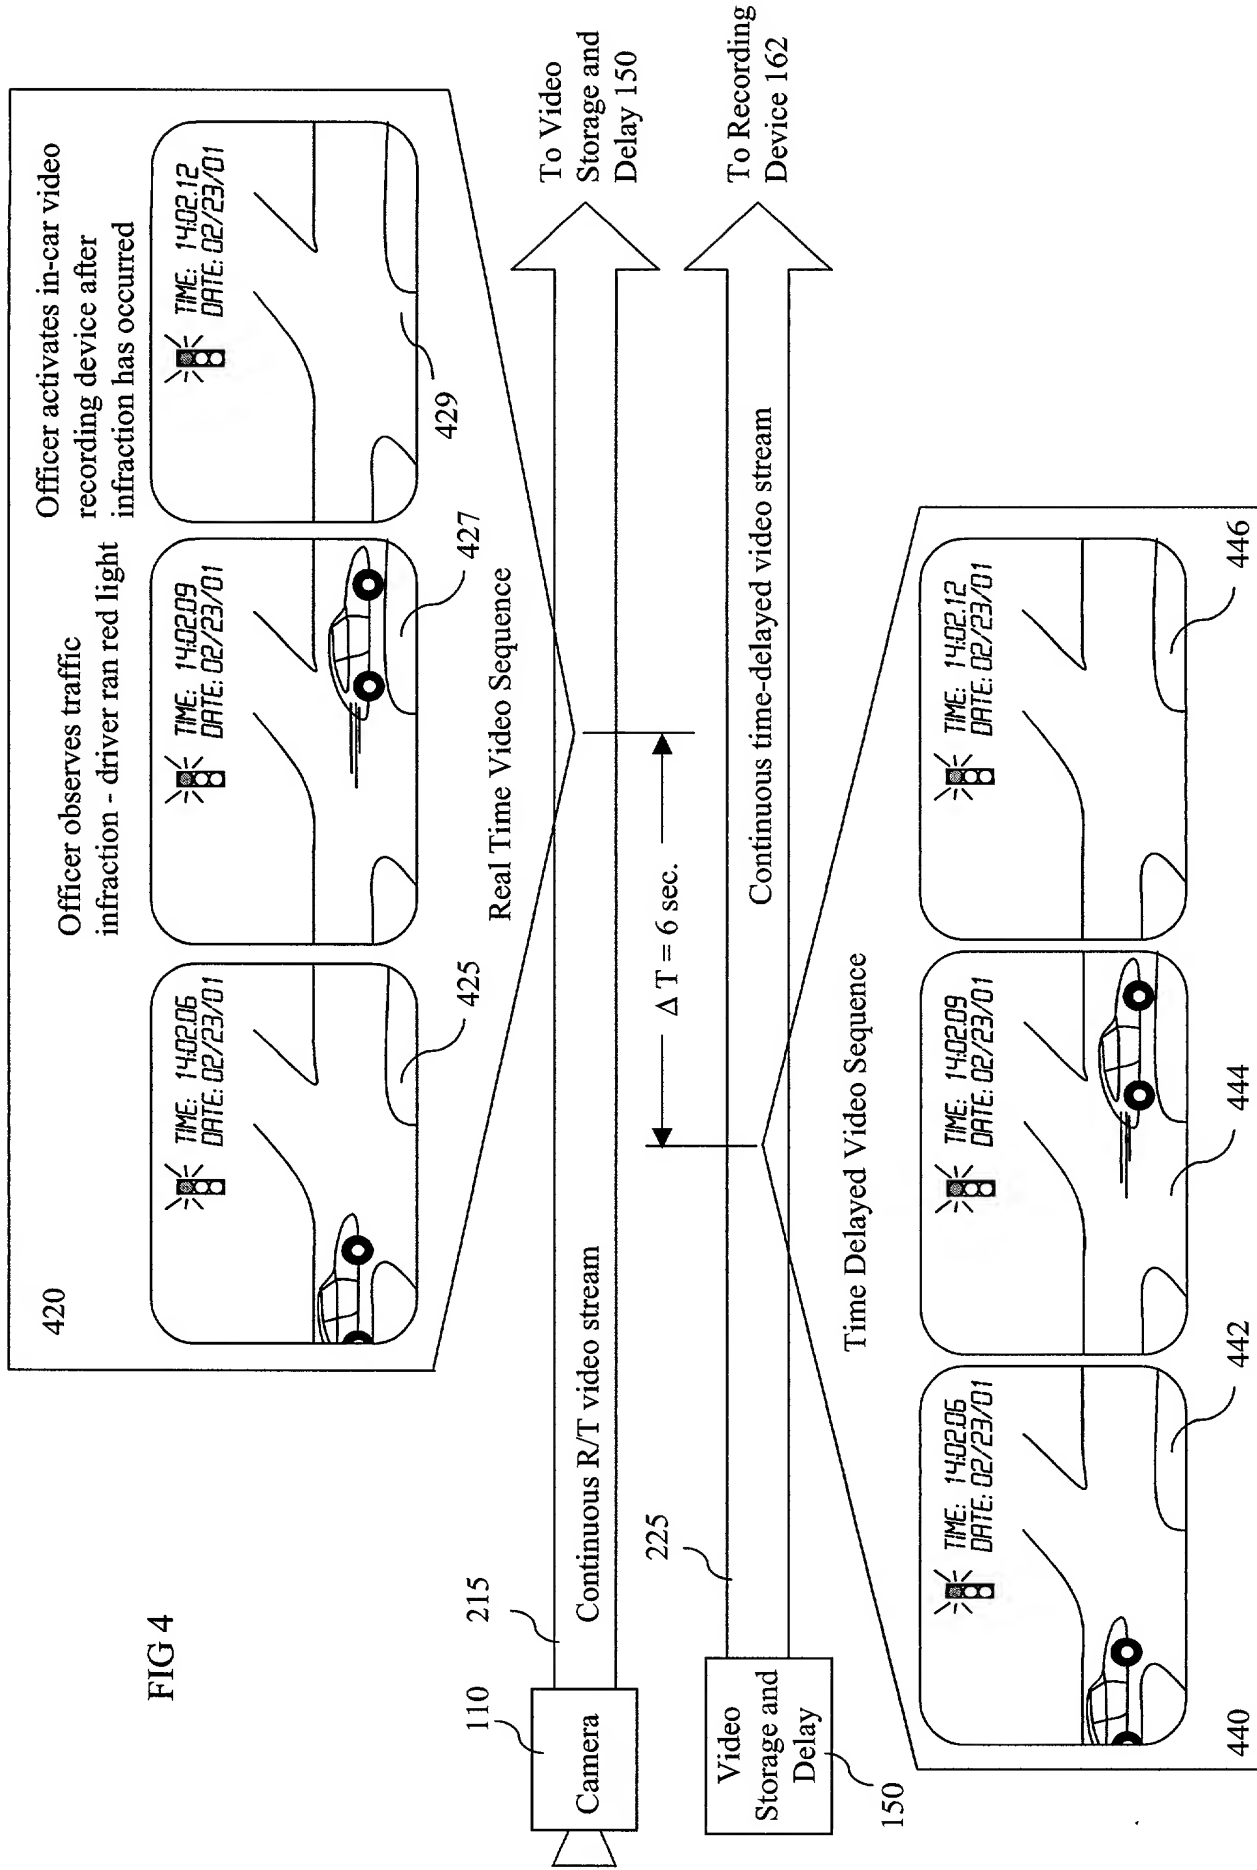 FIG 4
420
Officer observes traffic
infraction - driver ran red light
Officer activates in-car video
recording device after
infraction has occurred
TIME: 14:02.06
DATE: 02/23/01
TIME: 14:02.09
DATE: 02/23/01
TIME: 14:02.12
DATE: 02/23/01
425
427
429
Real Time Video Sequence
110
215
Camera
Continuous R/T video stream
To Video
Storage and
Delay 150
Δ T = 6 sec.
225
Video
Storage and
Delay
150
Continuous time-delayed video stream
To Recording
Device 162
Time Delayed Video Sequence
TIME: 14:02.06
DATE: 02/23/01
TIME: 14:02.09
DATE: 02/23/01
TIME: 14:02.12
DATE: 02/23/01
440
442
444
446